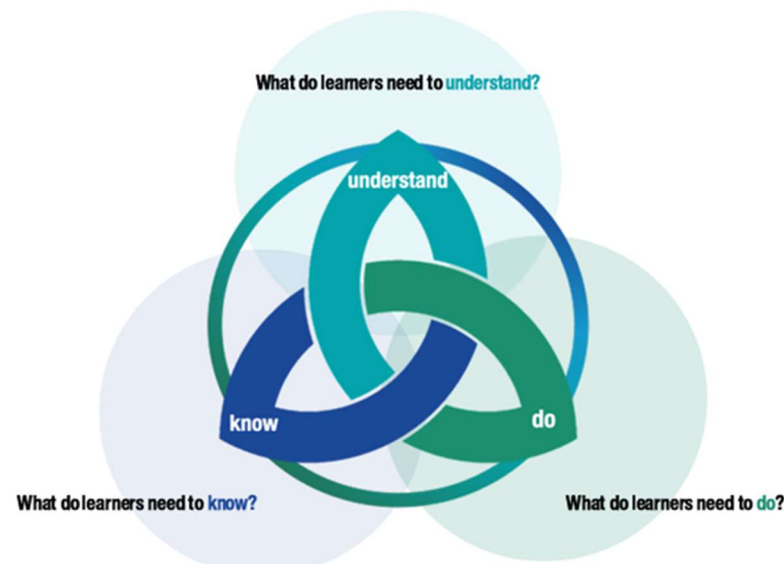 What do learners need to understand?
understand
know
do
What do learners need to know?
What do learners need to do?